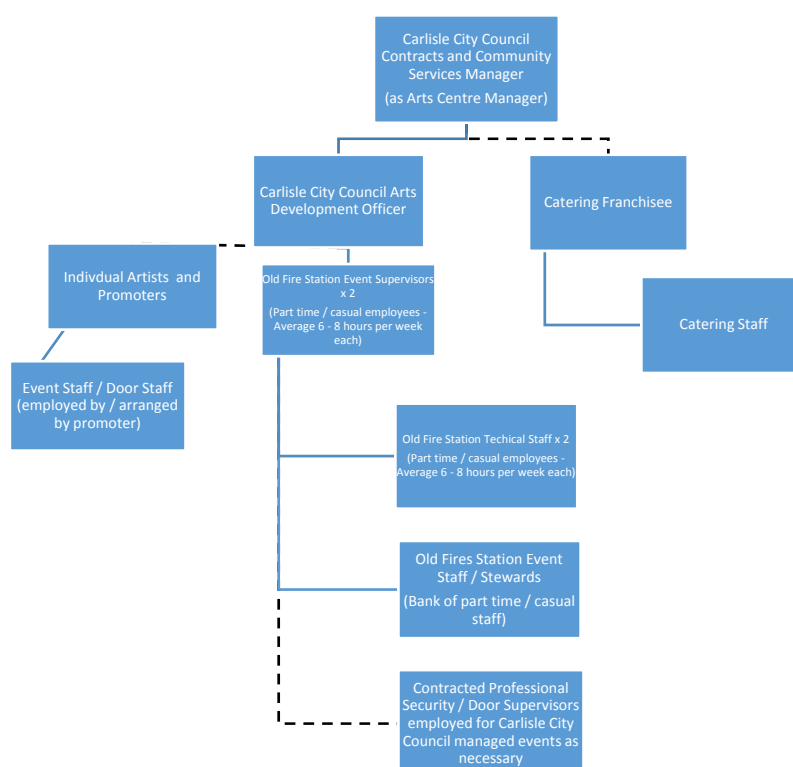 Carlisle City Council
Contracts and Community
Services Manager
(as Arts Centre Manager)
Carlisle City Council Arts
Development Officer
Catering Franchisee
Indivdual Artists and
Promoters
Old Fire Station Event Supervisors
x 2
(Part time / casual employees -
Average 6 - 8 hours per week
each)
Catering Staff
Event Staff / Door Staff
(employed by / arranged
by promoter)
Old Fire Station Techical Staff x 2
(Part time / casual employees -
Average 6 - 8 hours per week each)
Old Fires Station Event
Staff / Stewards
(Bank of part time / casual
staff)
Contracted Professional
Security / Door Supervisors
employed for Carlisle City
Council managed events as
necessary